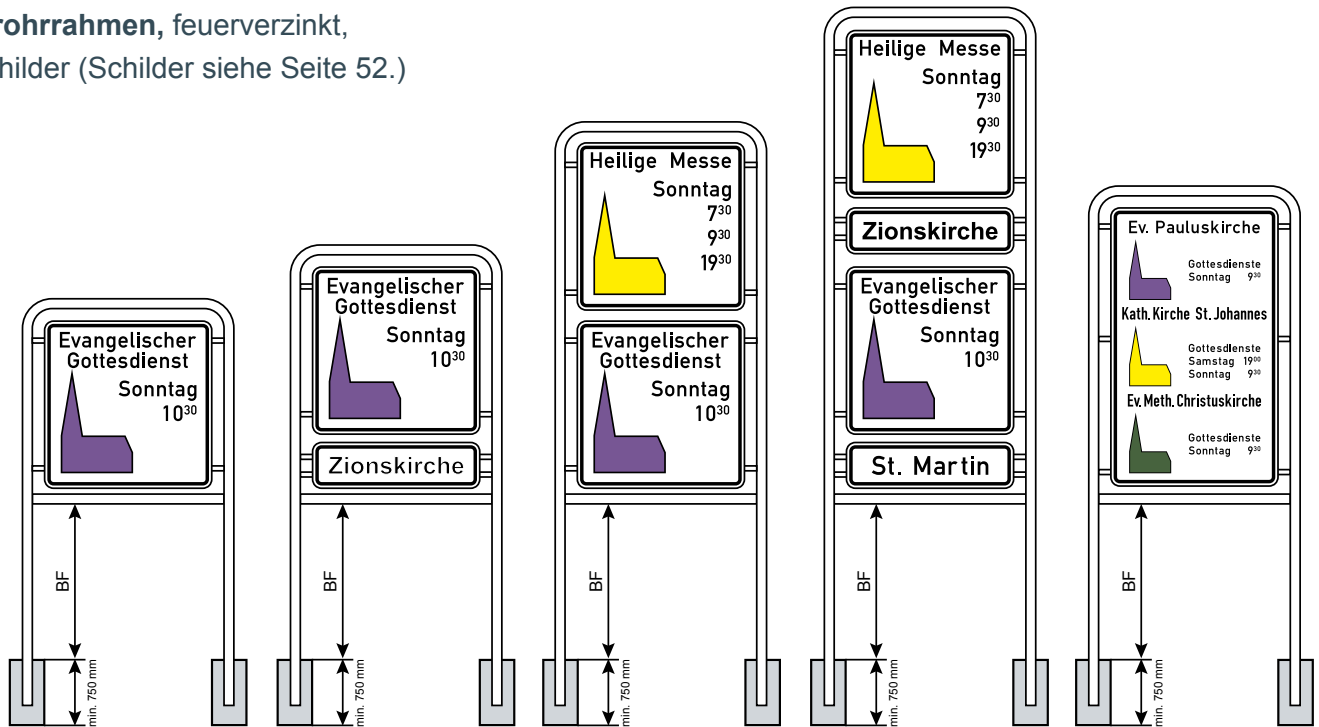 rohrrahmen, feuerverzinkt,
childer (Schilder siehe Seite 52.)
Evangelischer
Gottesdienst
Sonntag
10³⁰
BF
min. 750 mm
Evangelischer
Gottesdienst
Sonntag
10³⁰
Zionskirche
BF
min. 750 mm
Heilige Messe
Sonntag
7³⁰
9³⁰
19³⁰
Evangelischer
Gottesdienst
Sonntag
10³⁰
BF
min. 750 mm
Heilige Messe
Sonntag
7³⁰
9³⁰
19³⁰
Zionskirche
Evangelischer
Gottesdienst
Sonntag
10³⁰
St. Martin
BF
min. 750 mm
Ev. Pauluskirche
Gottesdienste
Sonntag 9³⁰
Kath. Kirche St. Johannes
Gottesdienste
Samstag 19⁰⁰
Sonntag 9³⁰
Ev. Meth. Christuskirche
Gottesdienste
Sonntag 9³⁰
BF
min. 750 mm